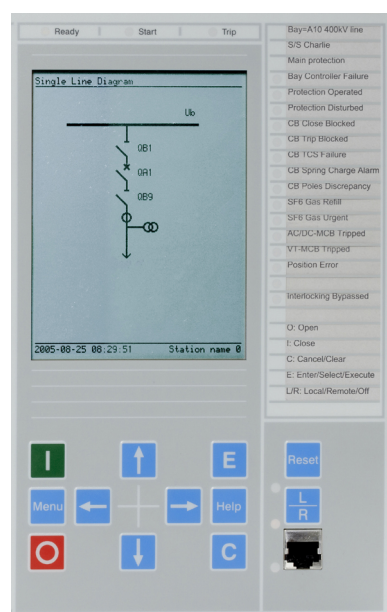 Ready Start Trip
Bay=A10 400kV line
S/S Charlie
Main protection
Bay Controller Failure
Protection Operated
Protection Disturbed
CB Close Blocked
CB Trip Blocked
CB TCS Failure
CB Spring Charge Alarm
CB Poles Discrepancy
SF6 Gas Refill
SF6 Gas Urgent
AC/DC-MCB Tripped
VT-MCB Tripped
Position Error
Interlocking Bypassed
O: Open
I: Close
C: Cancel/Clear
E: Enter/Select/Execute
L/R: Local/Remote/Off
Single Line Diagram
Ub
QB1
QA1
QB9
2005-08-25 08:29:51 Station name 0
I E
Menu Help
O C
Reset
L
R